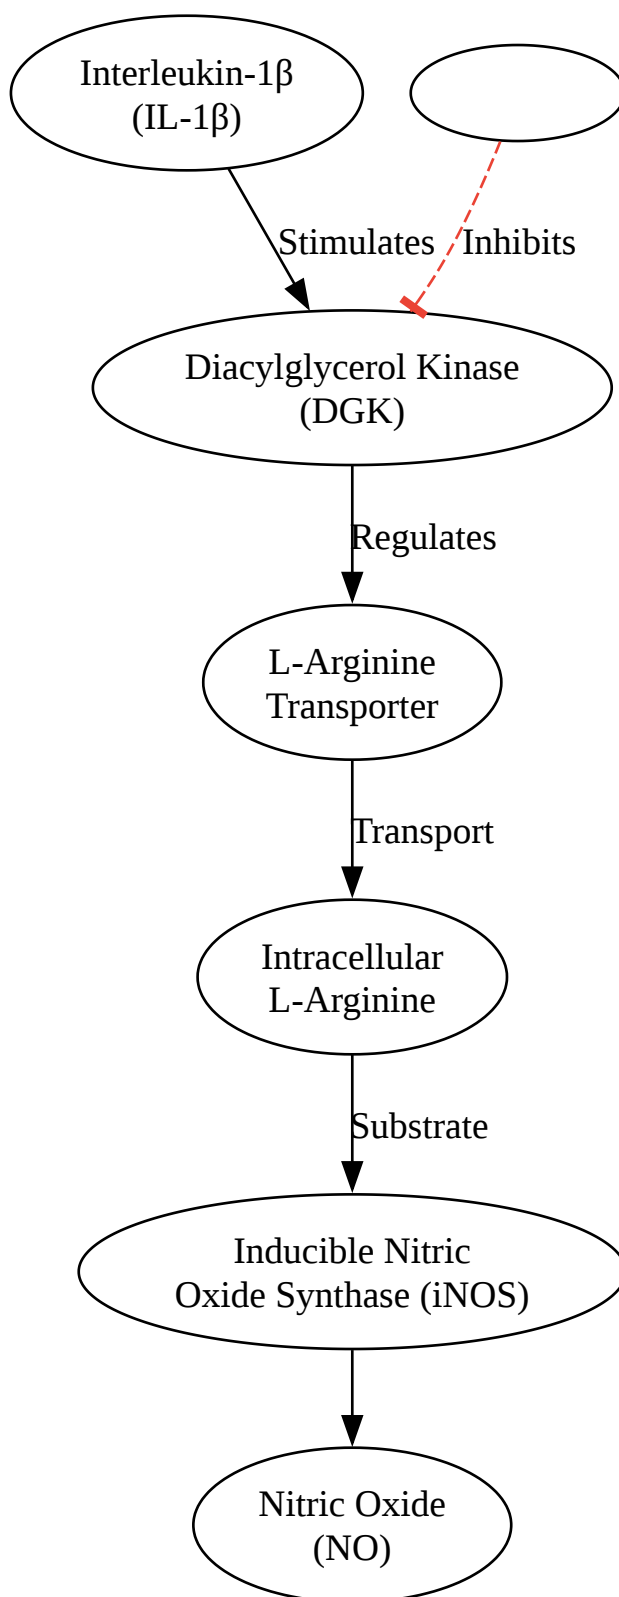 Interleukin-1β
(IL-1β)
Stimulates
Inhibits
Diacylglycerol Kinase
(DGK)
Regulates
L-Arginine
Transporter
Transport
Intracellular
L-Arginine
Substrate
Inducible Nitric
Oxide Synthase (iNOS)
Nitric Oxide
(NO)